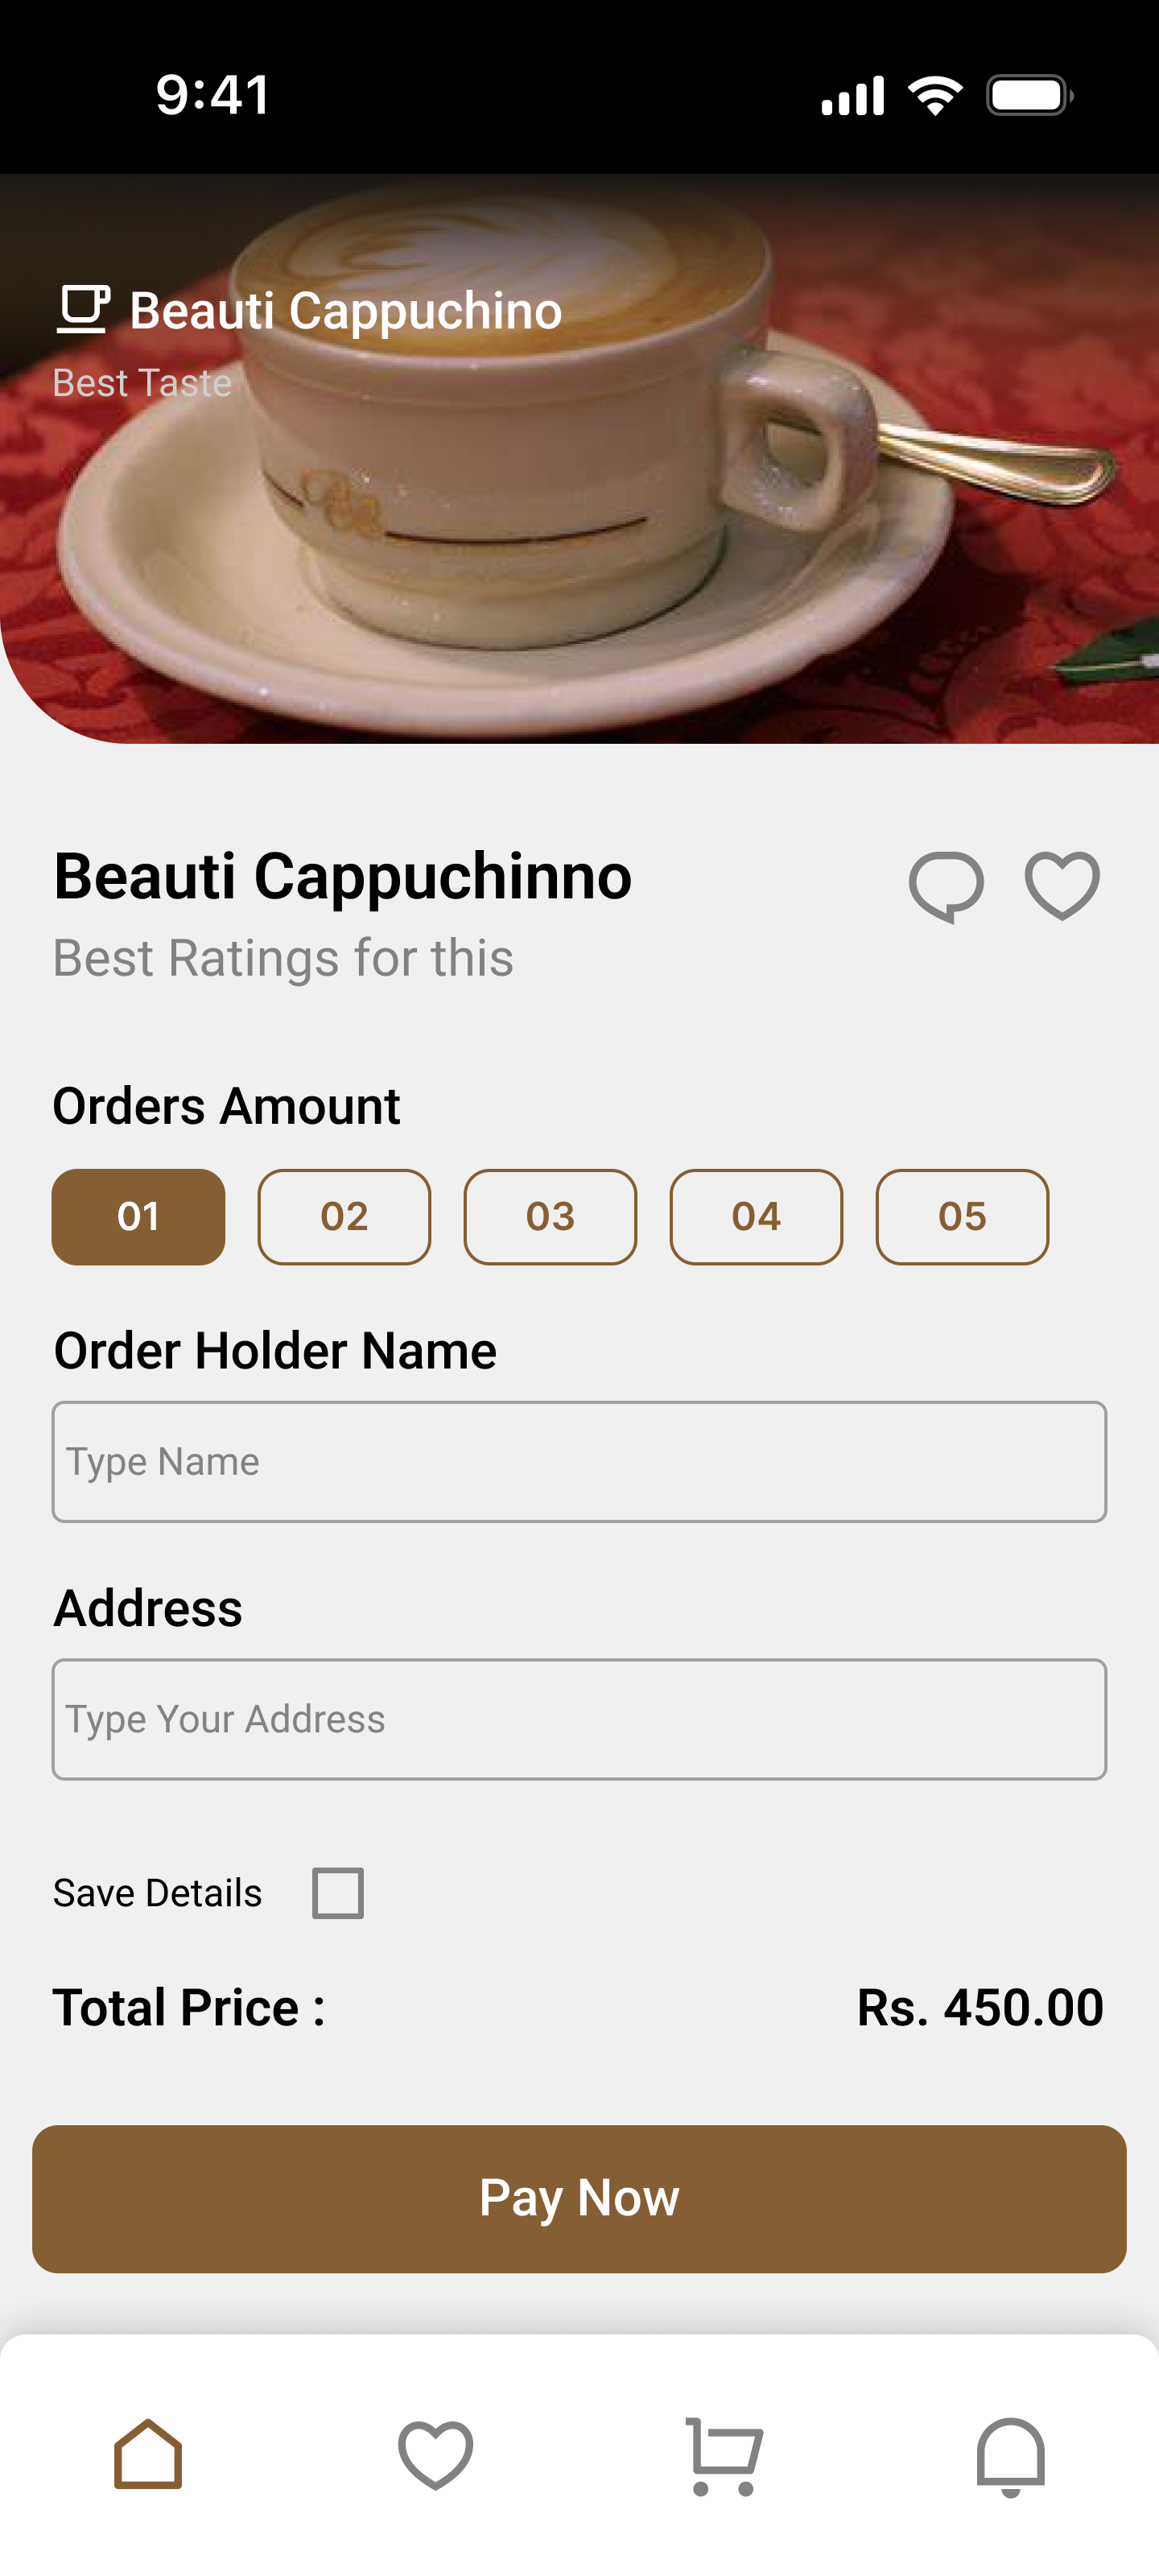 9:41
Beauti Cappuchino
Best Taste
Beauti Cappuchinno
Best Ratings for this
Orders Amount
01 02 03 04 05
Order Holder Name
Type Name
Address
Type Your Address
Save Details
Total Price : Rs. 450.00
Pay Now